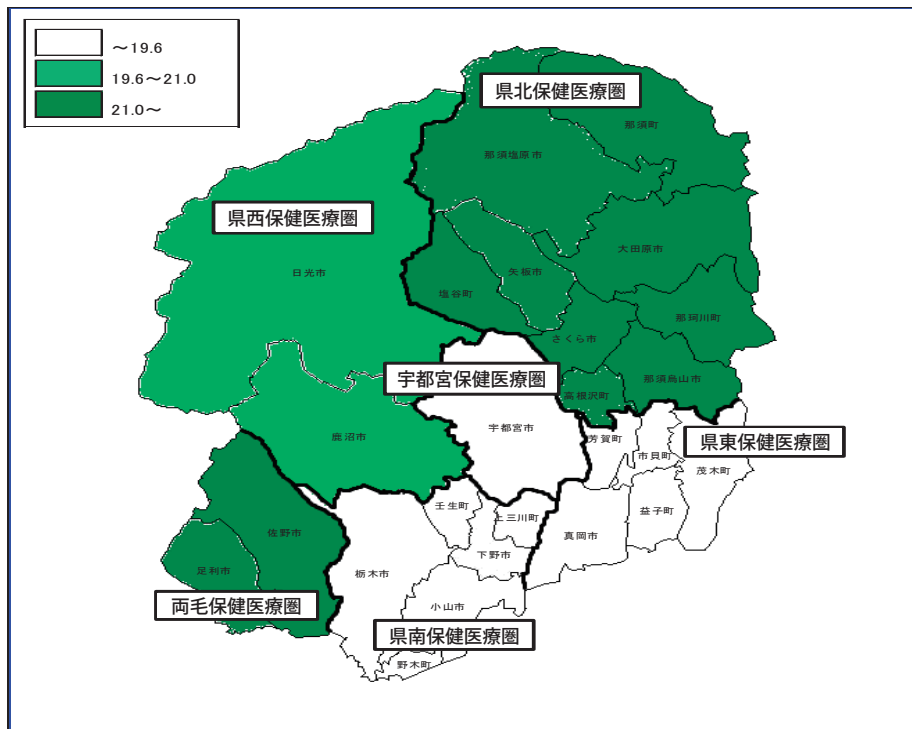 ～19.6
19.6～21.0
21.0～
県北保健医療圏
那須町
那須塩原市
県西保健医療圏
大田原市
日光市
矢板市
塩谷町
那珂川町
さくら市
那須烏山市
宇都宮保健医療圏
高根沢町
宇都宮市
鹿沼市
芳賀町
県東保健医療圏
市貝町
茂木町
壬生町
上三川町
益子町
佐野市
真岡市
下野市
足利市
栃木市
両毛保健医療圏
小山市
県南保健医療圏
野木町